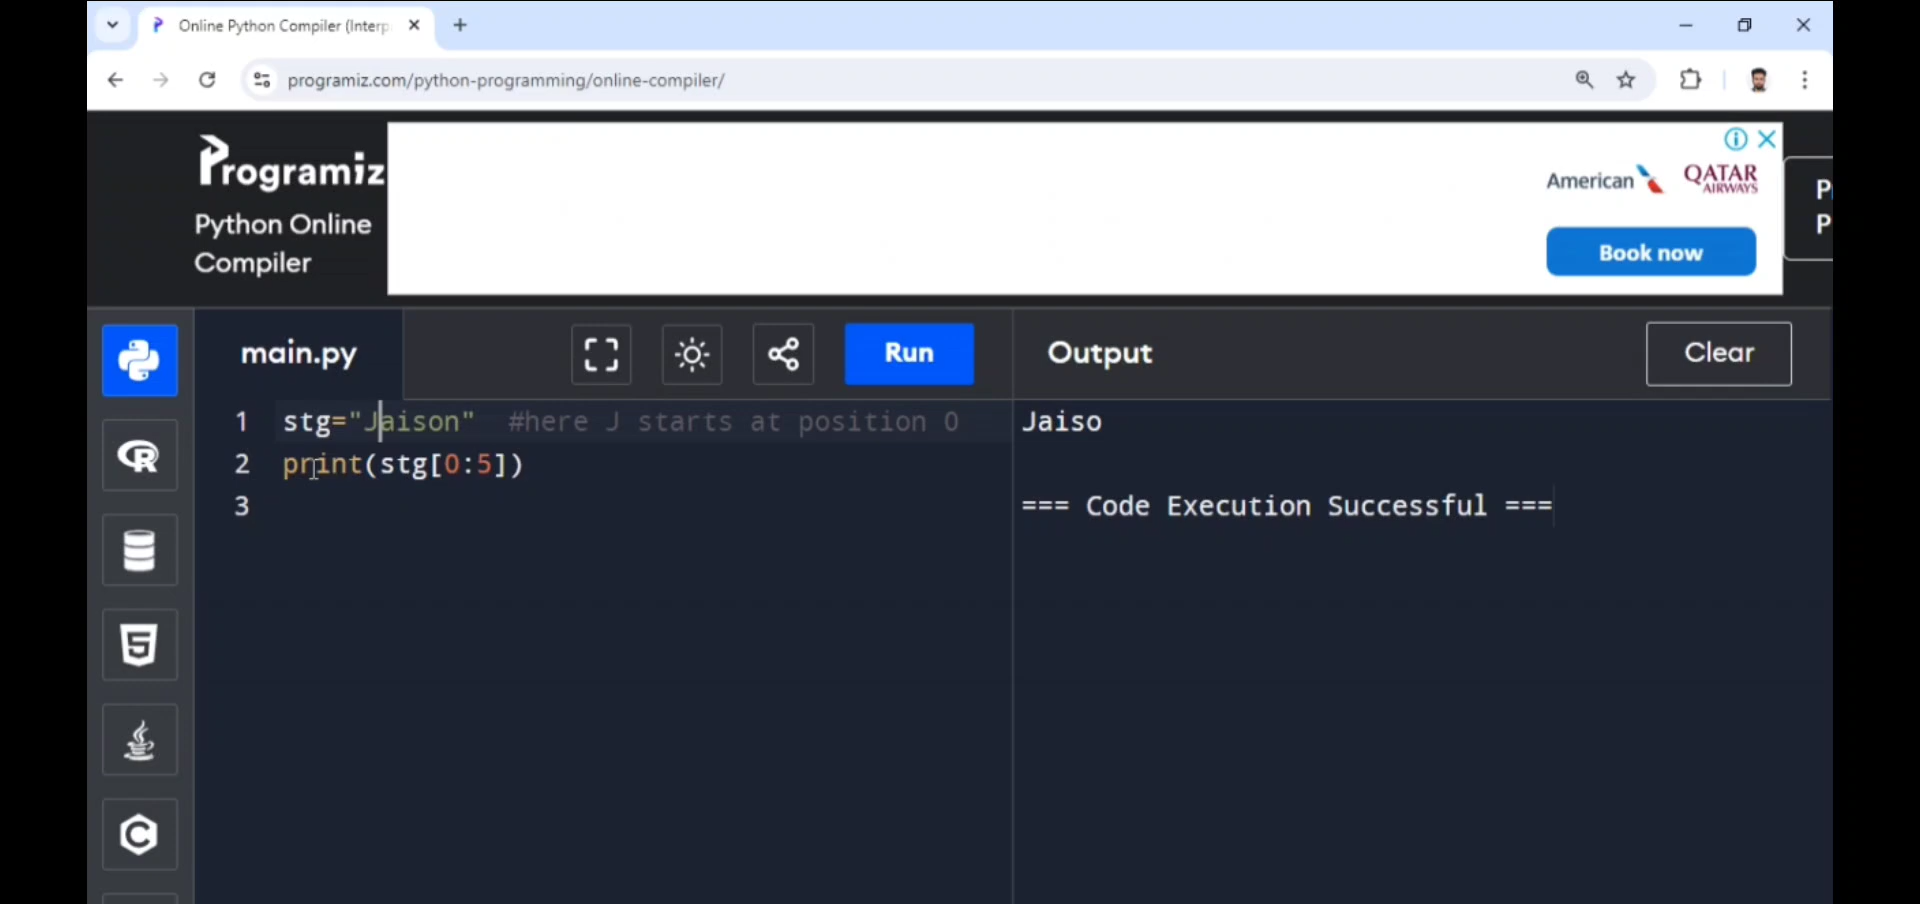 Online Python Compiler (Interp
programiz.com/python-programming/online-compiler/
Programiz
Python Online
Compiler
American
QATAR
AIRWAYS
Book now
P
P
main.py
Run
Output
Clear
1 stg="Jaison" #here J starts at position 0
2 print(stg[0:5])
3
Jaiso
=== Code Execution Successful ===